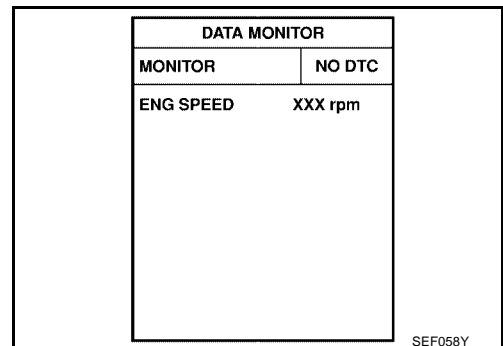 DATA MONITOR
MONITOR NO DTC
ENG SPEED XXX rpm
SEF058Y